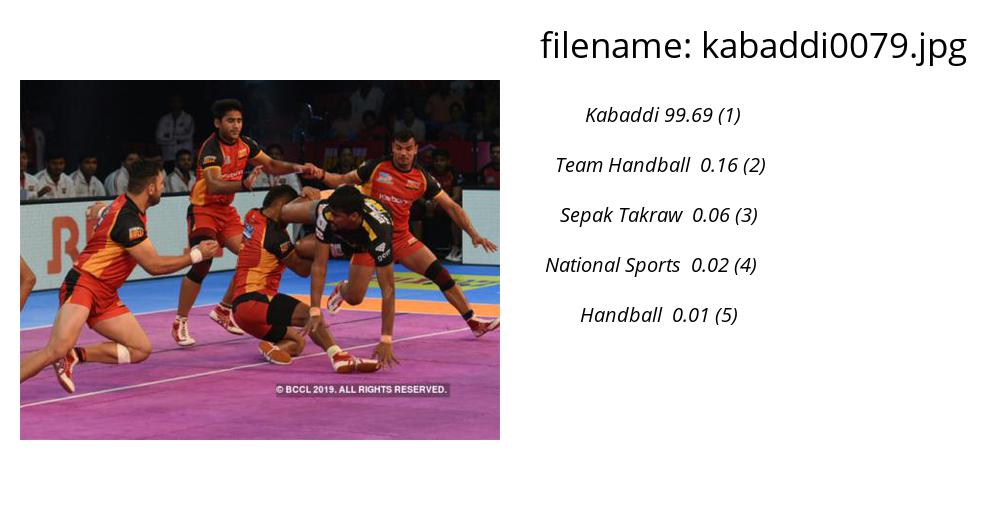 filename: kabaddi0079.jpg
Kabaddi 99.69 (1)
Team Handball 0.16 (2)
Sepak Takraw 0.06 (3)
National Sports 0.02 (4)
Handball 0.01 (5)
© BCCL 2019. ALL RIGHTS RESERVED.